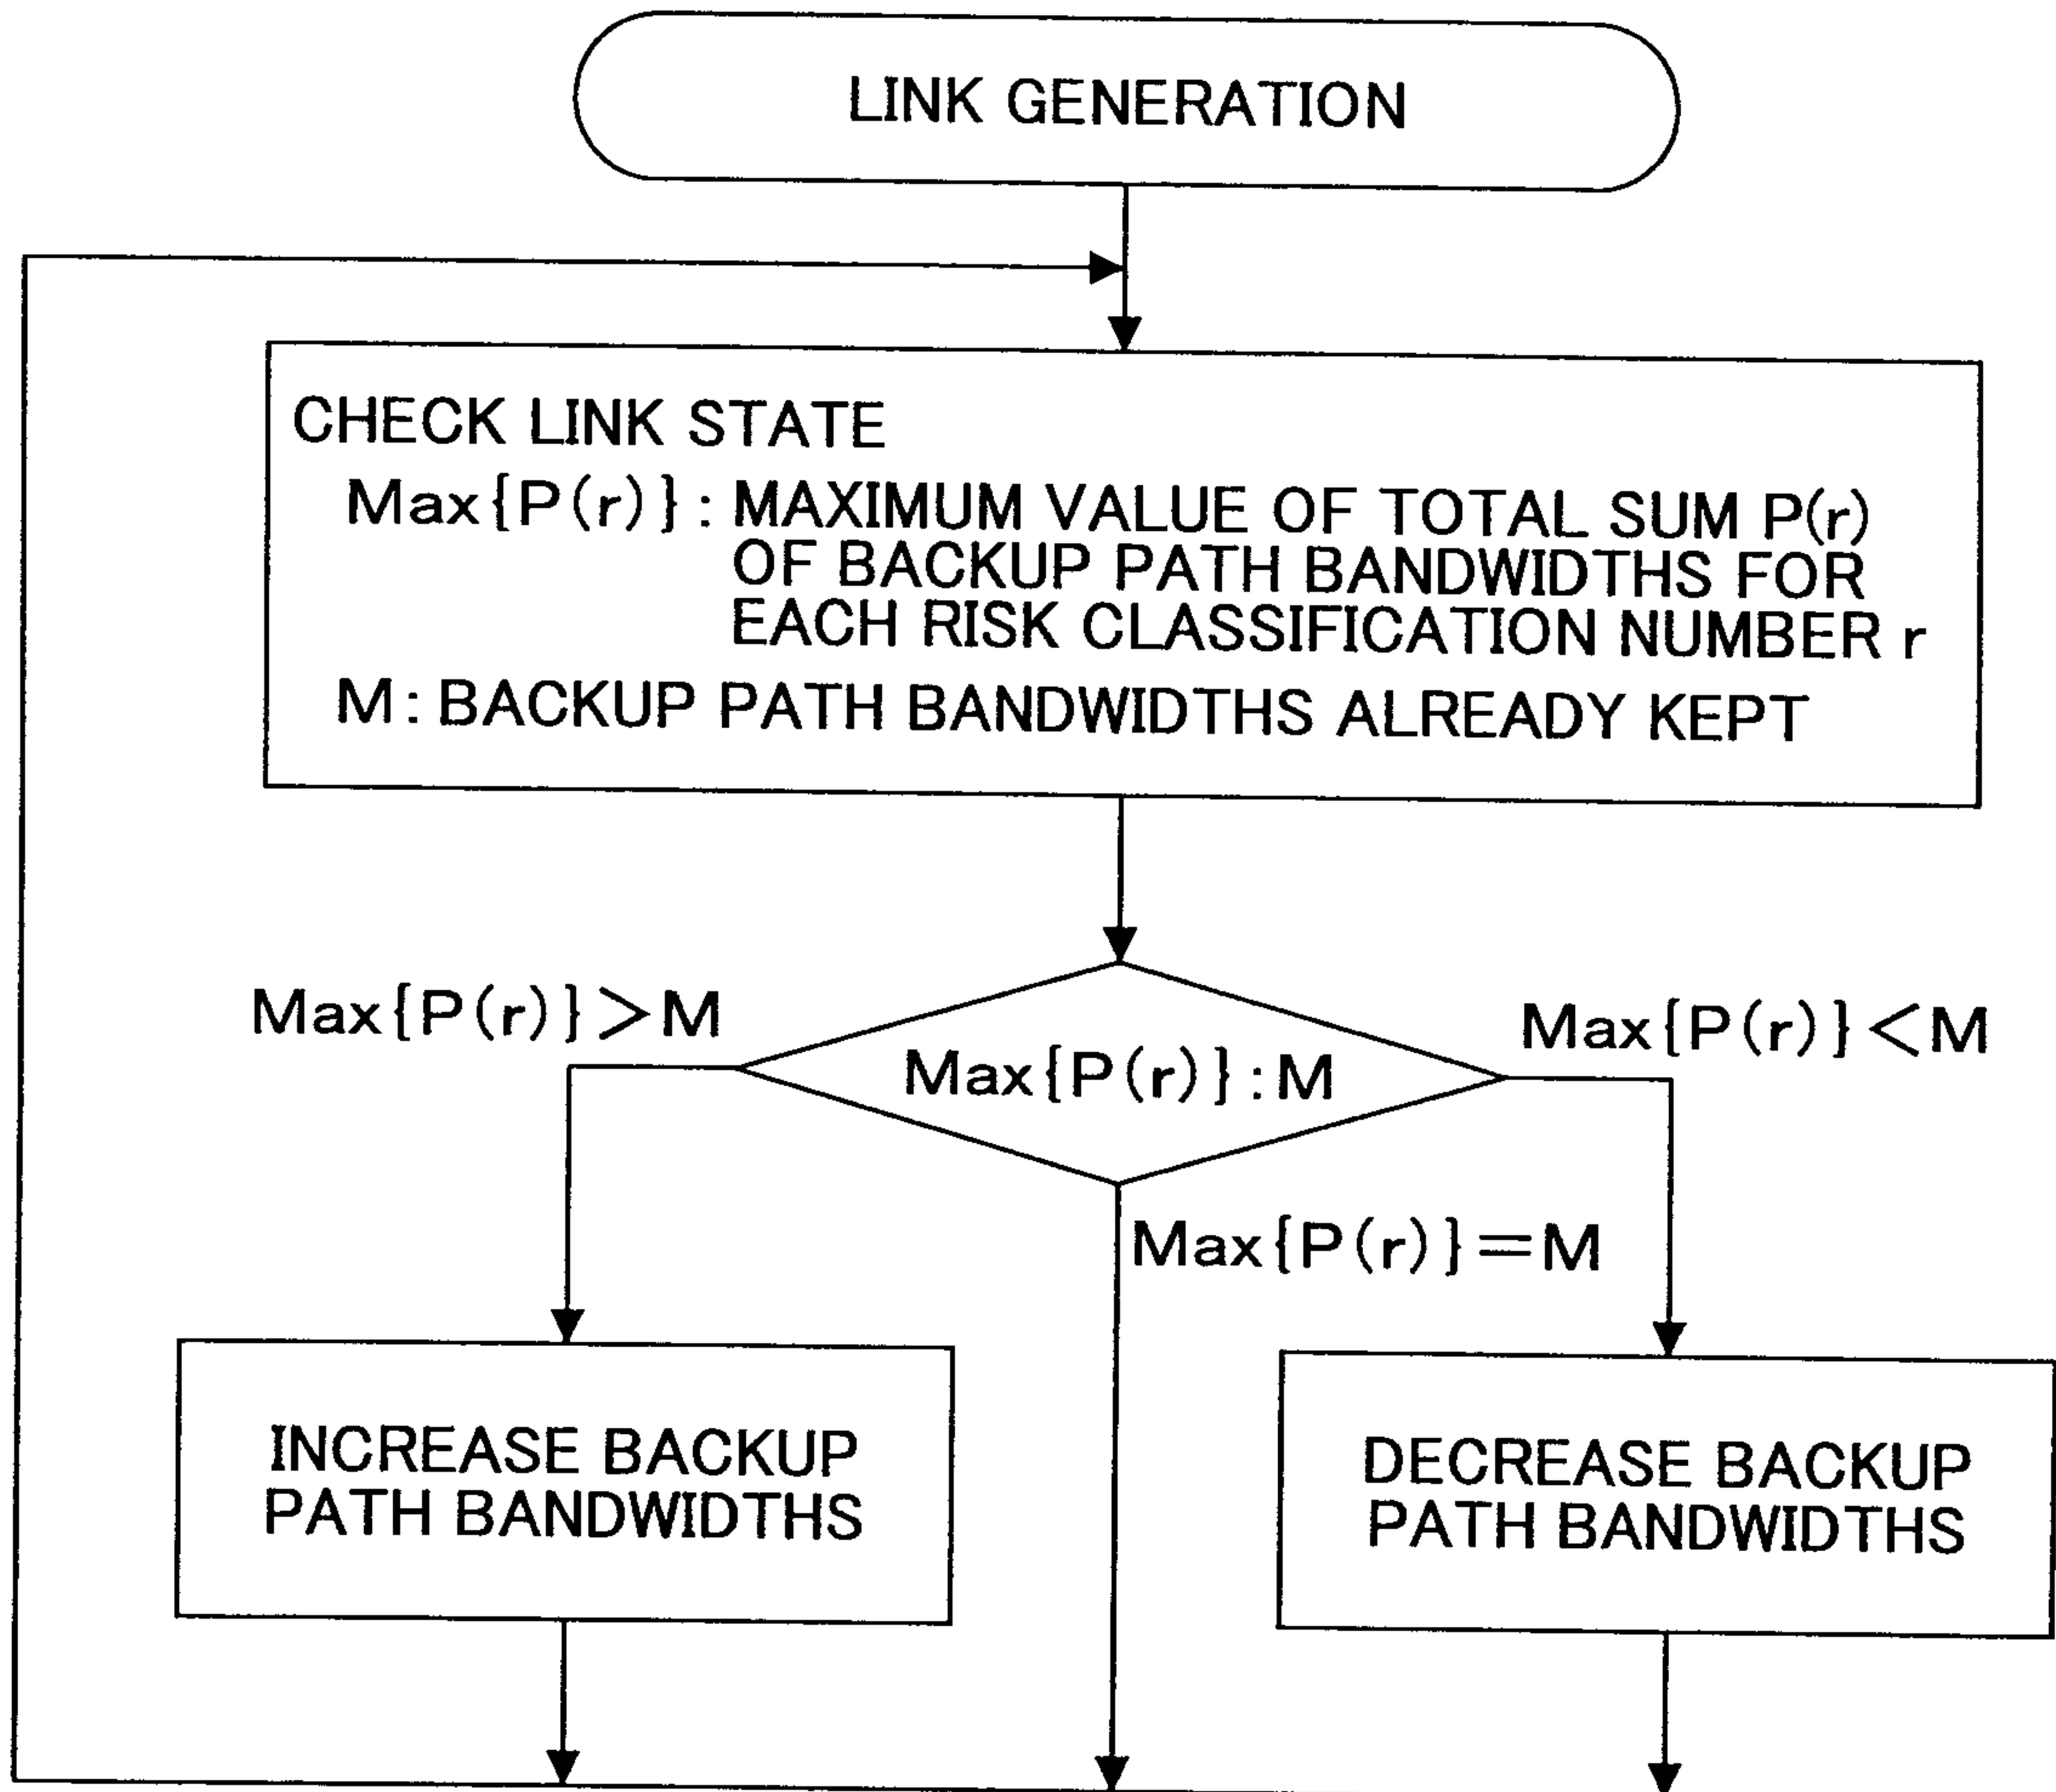 LINK GENERATION
CHECK LINK STATE
Max{P(r)}: MAXIMUM VALUE OF TOTAL SUM P(r)
OF BACKUP PATH BANDWIDTHS FOR
EACH RISK CLASSIFICATION NUMBER r
M: BACKUP PATH BANDWIDTHS ALREADY KEPT
Max{P(r)}>M
Max{P(r)}<M
Max{P(r)}:M
Max{P(r)}=M
INCREASE BACKUP
PATH BANDWIDTHS
DECREASE BACKUP
PATH BANDWIDTHS